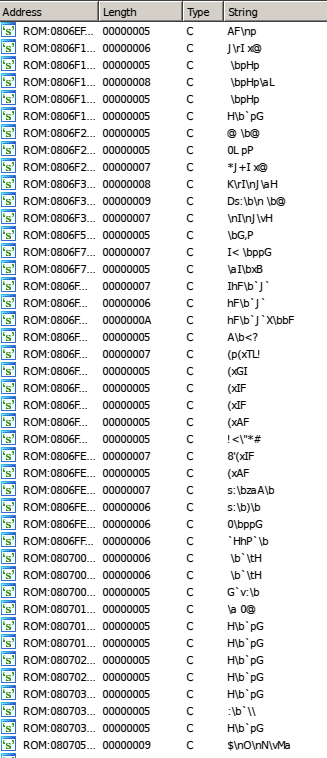 Address Length Type String
's' ROM:0806EF... 00000005 C AF\np
's' ROM:0806F1... 00000006 C J\rI x@
's' ROM:0806F1... 00000005 C \bpHp
's' ROM:0806F1... 00000008 C \bpHp\aL
's' ROM:0806F1... 00000005 C \bpHp
's' ROM:0806F1... 00000005 C H\b`pG
's' ROM:0806F2... 00000005 C @ \b@
's' ROM:0806F2... 00000005 C 0L pP
's' ROM:0806F2... 00000007 C *J+I x@
's' ROM:0806F3... 00000008 C K\rI\nJ\aH
's' ROM:0806F3... 00000009 C Ds:\b\n \b@
's' ROM:0806F3... 00000007 C \nI\nJ\vH
's' ROM:0806F5... 00000005 C \bG,P
's' ROM:0806F7... 00000007 C I< \bppG
's' ROM:0806F7... 00000005 C \aI\bxB
's' ROM:0806F... 00000007 C IhF\b`J`
's' ROM:0806F... 00000006 C hF\b`J`
's' ROM:0806F... 0000000A C hF\b`J`X\bbF
's' ROM:0806F... 00000005 C A\b<?
's' ROM:0806F... 00000007 C (p(xTL!
's' ROM:0806F... 00000005 C (xGI
's' ROM:0806F... 00000005 C (xIF
's' ROM:0806F... 00000005 C (xIF
's' ROM:0806F... 00000005 C (xAF
's' ROM:0806F... 00000005 C !<\"*#
's' ROM:0806FE... 00000007 C 8'(xIF
's' ROM:0806FE... 00000005 C (xAF
's' ROM:0806FE... 00000007 C s:\bzaA\b
's' ROM:0806FE... 00000006 C s:\b)\b
's' ROM:0806FE... 00000006 C 0\bppG
's' ROM:0806FF... 00000006 C `HhP`\b
's' ROM:080700... 00000006 C \b`\tH
's' ROM:080700... 00000006 C \b`\tH
's' ROM:080700... 00000005 C G`v:\b
's' ROM:080701... 00000005 C \a 0@
's' ROM:080701... 00000005 C H\b`pG
's' ROM:080701... 00000005 C H\b`pG
's' ROM:080702... 00000005 C H\b`pG
's' ROM:080702... 00000005 C H\b`pG
's' ROM:080703... 00000005 C H\b`pG
's' ROM:080703... 00000005 C :\b`\\
's' ROM:080703... 00000005 C H\b`pG
's' ROM:080705... 00000009 C $\nO\nN\vMa